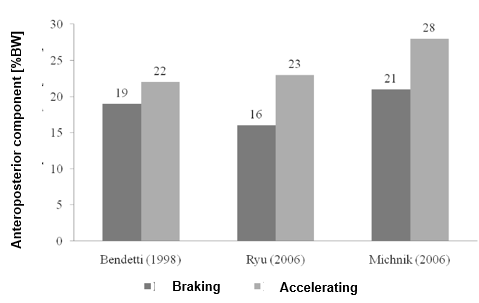 Anteroposterior component [%BW]
30
25
20
15
10
5
0
19
22
16
23
21
28
Bendetti (1998)
Ryu (2006)
Michnik (2006)
Braking
Accelerating